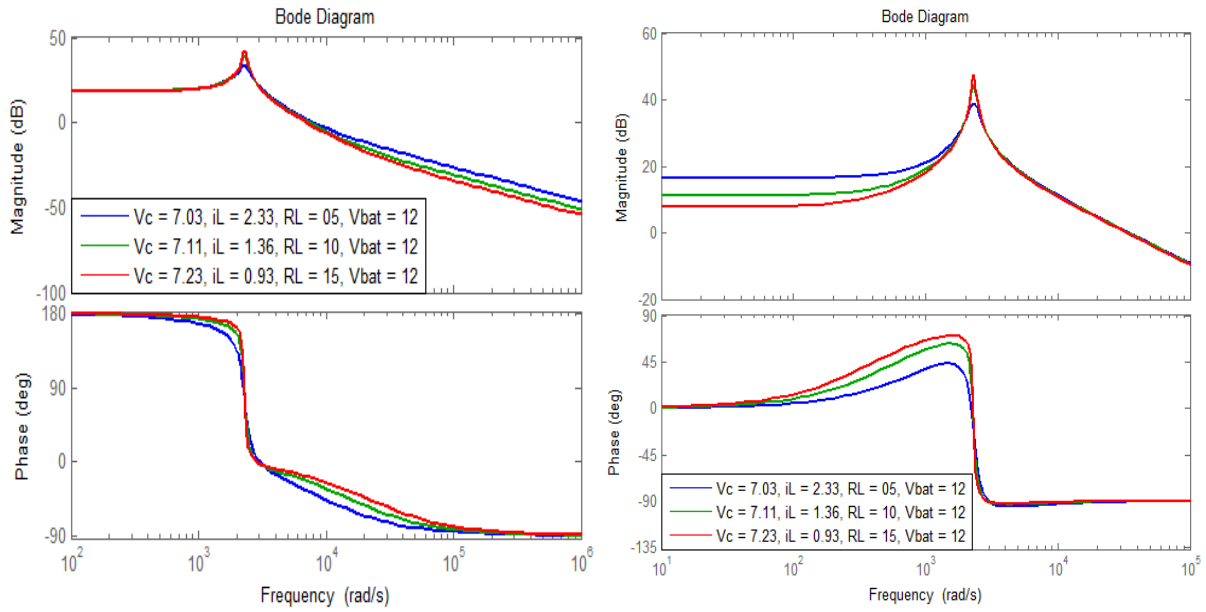 Bode Diagram
50
0
-50
-100
Magnitude (dB)
Vc = 7.03, iL = 2.33, RL = 05, Vbat = 12
Vc = 7.11, iL = 1.36, RL = 10, Vbat = 12
Vc = 7.23, iL = 0.93, RL = 15, Vbat = 12
180
90
0
-90
Phase (deg)
10^2 10^3 10^4 10^5 10^6
Frequency (rad/s)
Bode Diagram
60
40
20
0
-20
Magnitude (dB)
90
45
0
-45
-90
-135
Phase (deg)
Vc = 7.03, iL = 2.33, RL = 05, Vbat = 12
Vc = 7.11, iL = 1.36, RL = 10, Vbat = 12
Vc = 7.23, iL = 0.93, RL = 15, Vbat = 12
10^1 10^2 10^3 10^4 10^5
Frequency (rad/s)